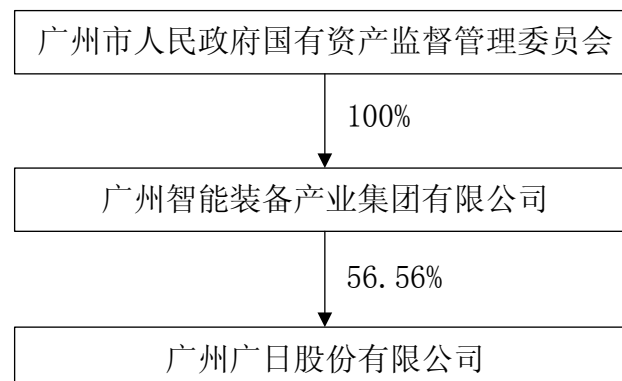 广州市人民政府国有资产监督管理委员会
100%
广州智能装备产业集团有限公司
56.56%
广州广日股份有限公司